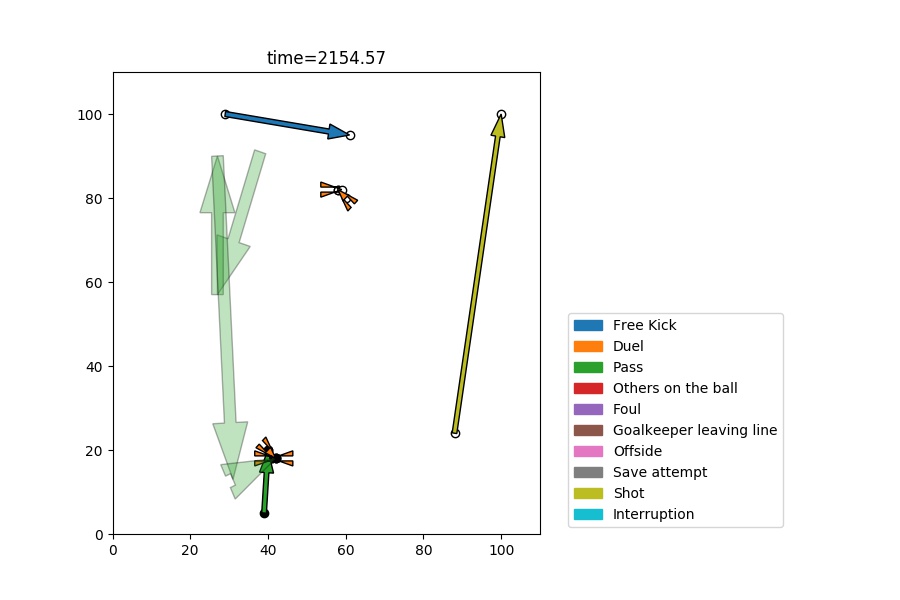 time=2154.57
100
80
60
40
20
0
0 20 40 60 80 100
Free Kick
Duel
Pass
Others on the ball
Foul
Goalkeeper leaving line
Offside
Save attempt
Shot
Interruption